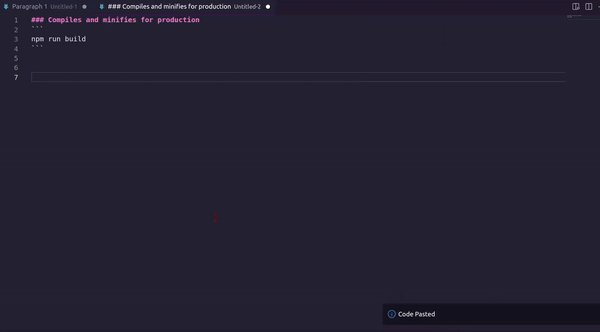 Paragraph 1 Untitled-1
### Compiles and minifies for production Untitled-2
1 ### Compiles and minifies for production
2 ```
3 npm run build
4 ```
5
6
7
Code Pasted